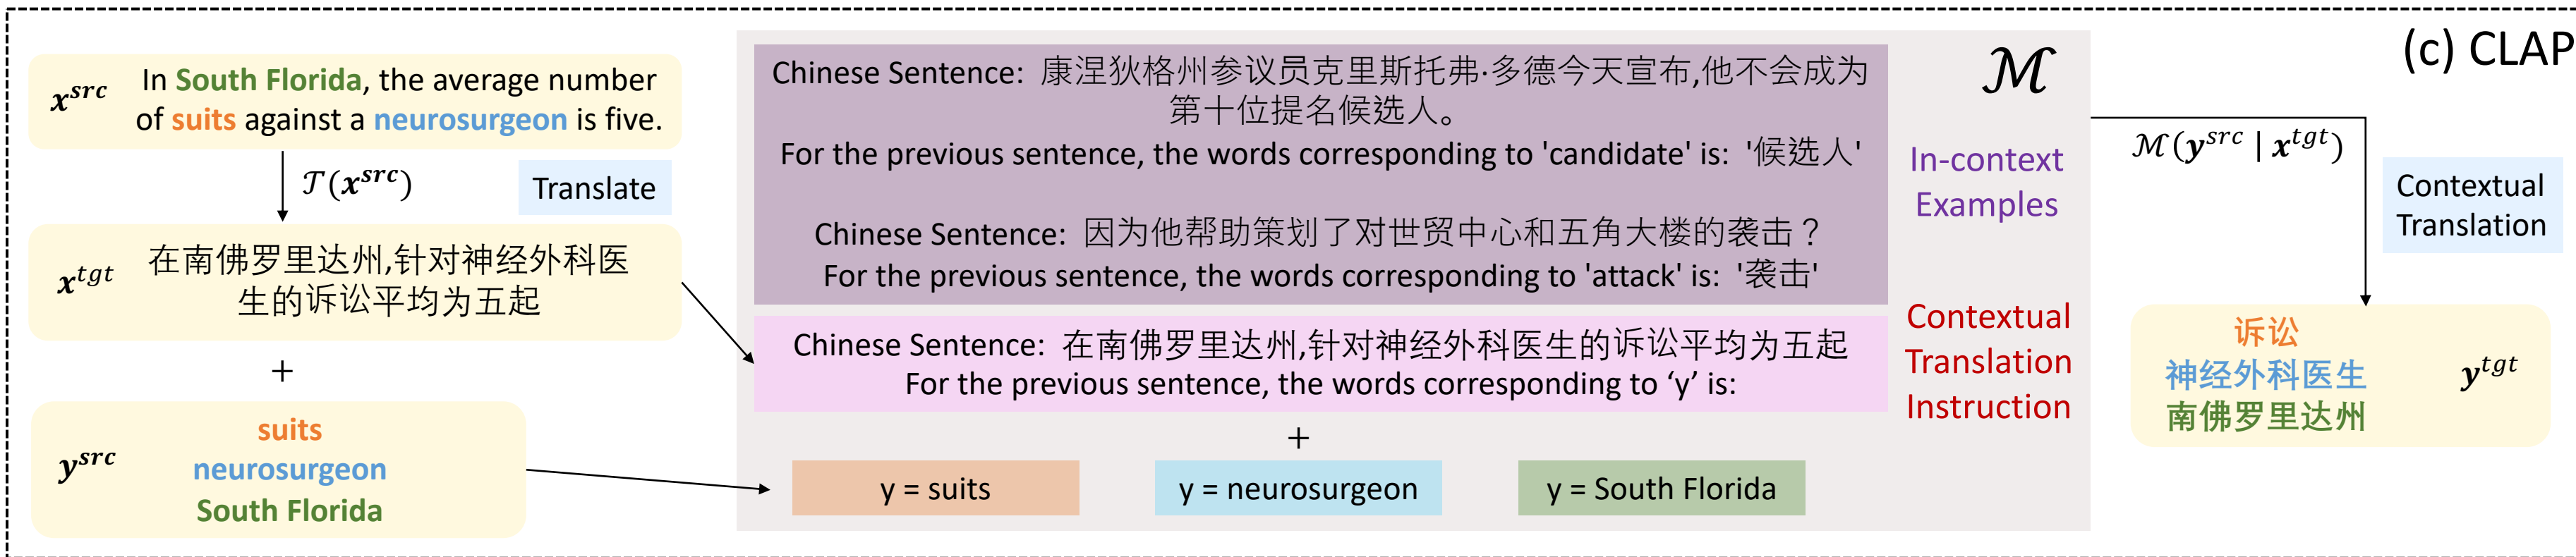 (c) CLAP
x^src In South Florida, the average number
of suits against a neurosurgeon is five.
𝒯(x^src)
Translate
x^tgt 在南佛罗里达州,针对神经外科医
生的诉讼平均为五起
+
y^src
suits
neurosurgeon
South Florida
Chinese Sentence: 康涅狄格州参议员克里斯托弗·多德今天宣布,他不会成为
第十位提名候选人。
For the previous sentence, the words corresponding to 'candidate' is: '候选人'
Chinese Sentence: 因为他帮助策划了对世贸中心和五角大楼的袭击？
For the previous sentence, the words corresponding to 'attack' is: '袭击'
Chinese Sentence: 在南佛罗里达州,针对神经外科医生的诉讼平均为五起
For the previous sentence, the words corresponding to ‘y’ is:
+
y = suits
y = neurosurgeon
y = South Florida
ℳ
In-context
Examples
Contextual
Translation
Instruction
ℳ(y^src | x^tgt)
Contextual
Translation
诉讼
神经外科医生
南佛罗里达州
y^tgt